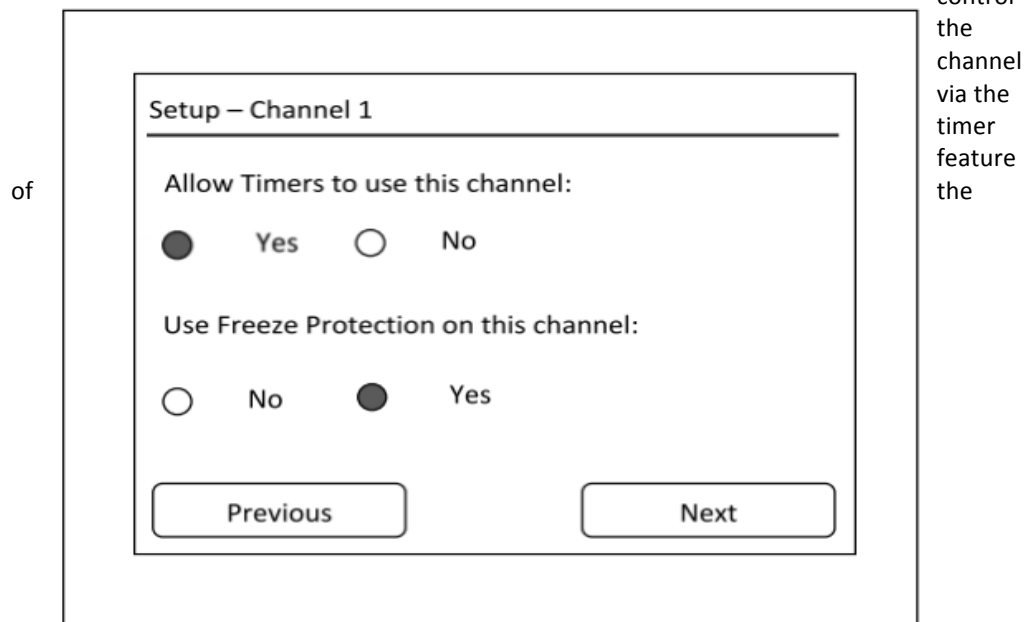 the
channel
via the
timer
feature
of the
Setup – Channel 1
Allow Timers to use this channel:
Yes No
Use Freeze Protection on this channel:
No Yes
Previous Next